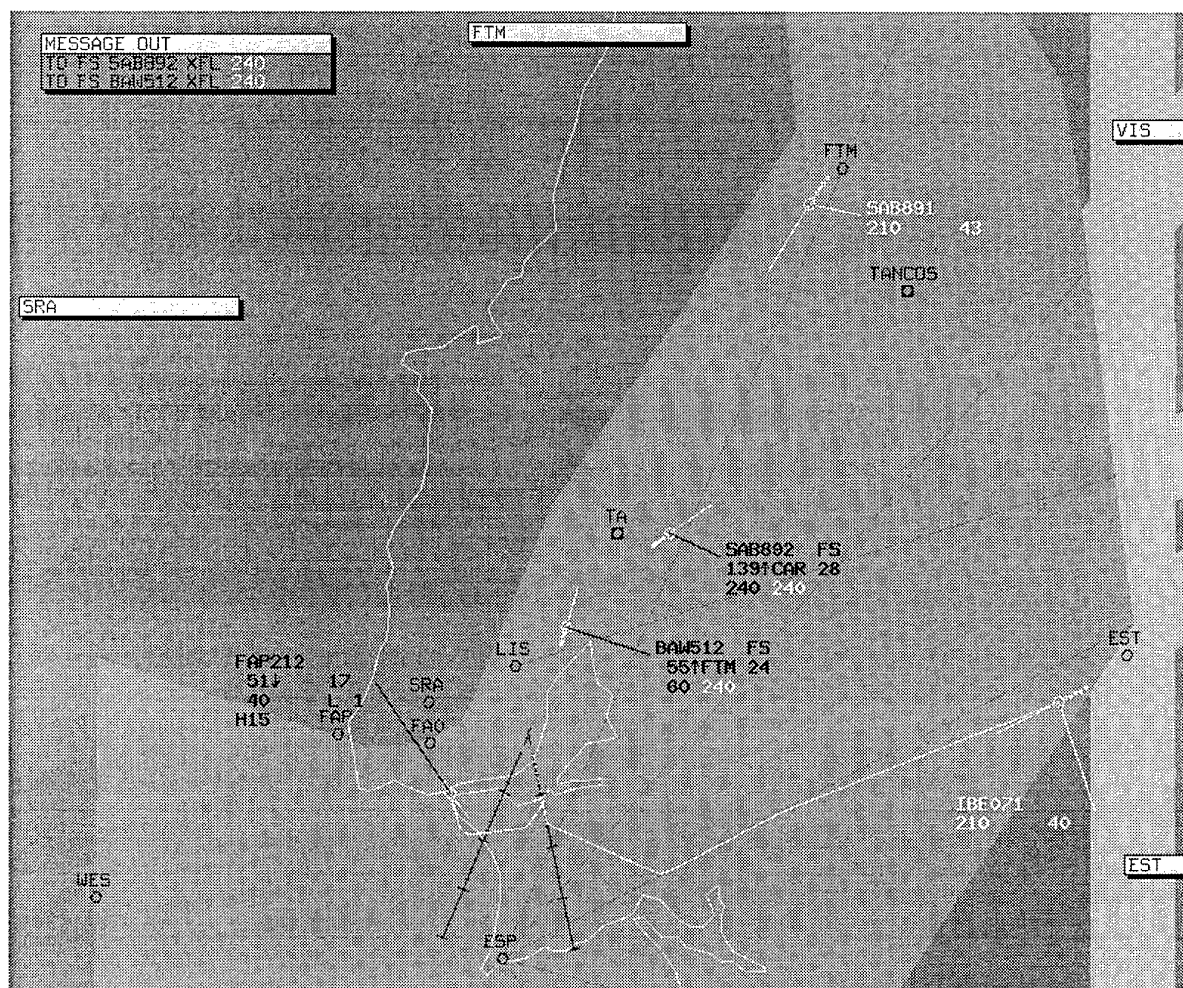 FTM
MESSAGE OUT
TO FS SAB892 XFL 240
TO FS BAW512 XFL 240
VIS
FTM
SAB891
210 43
TANCOS
SRA
TA
SAB892 FS
139↑CAR 28
240 240
LIS
BAW512 FS
55↑FTM 24
60 240
EST
FAP212
51↓ 17
40 L 1
H15
SRA
FAP
FAO
IBE071
210 40
EST
WES
ESP